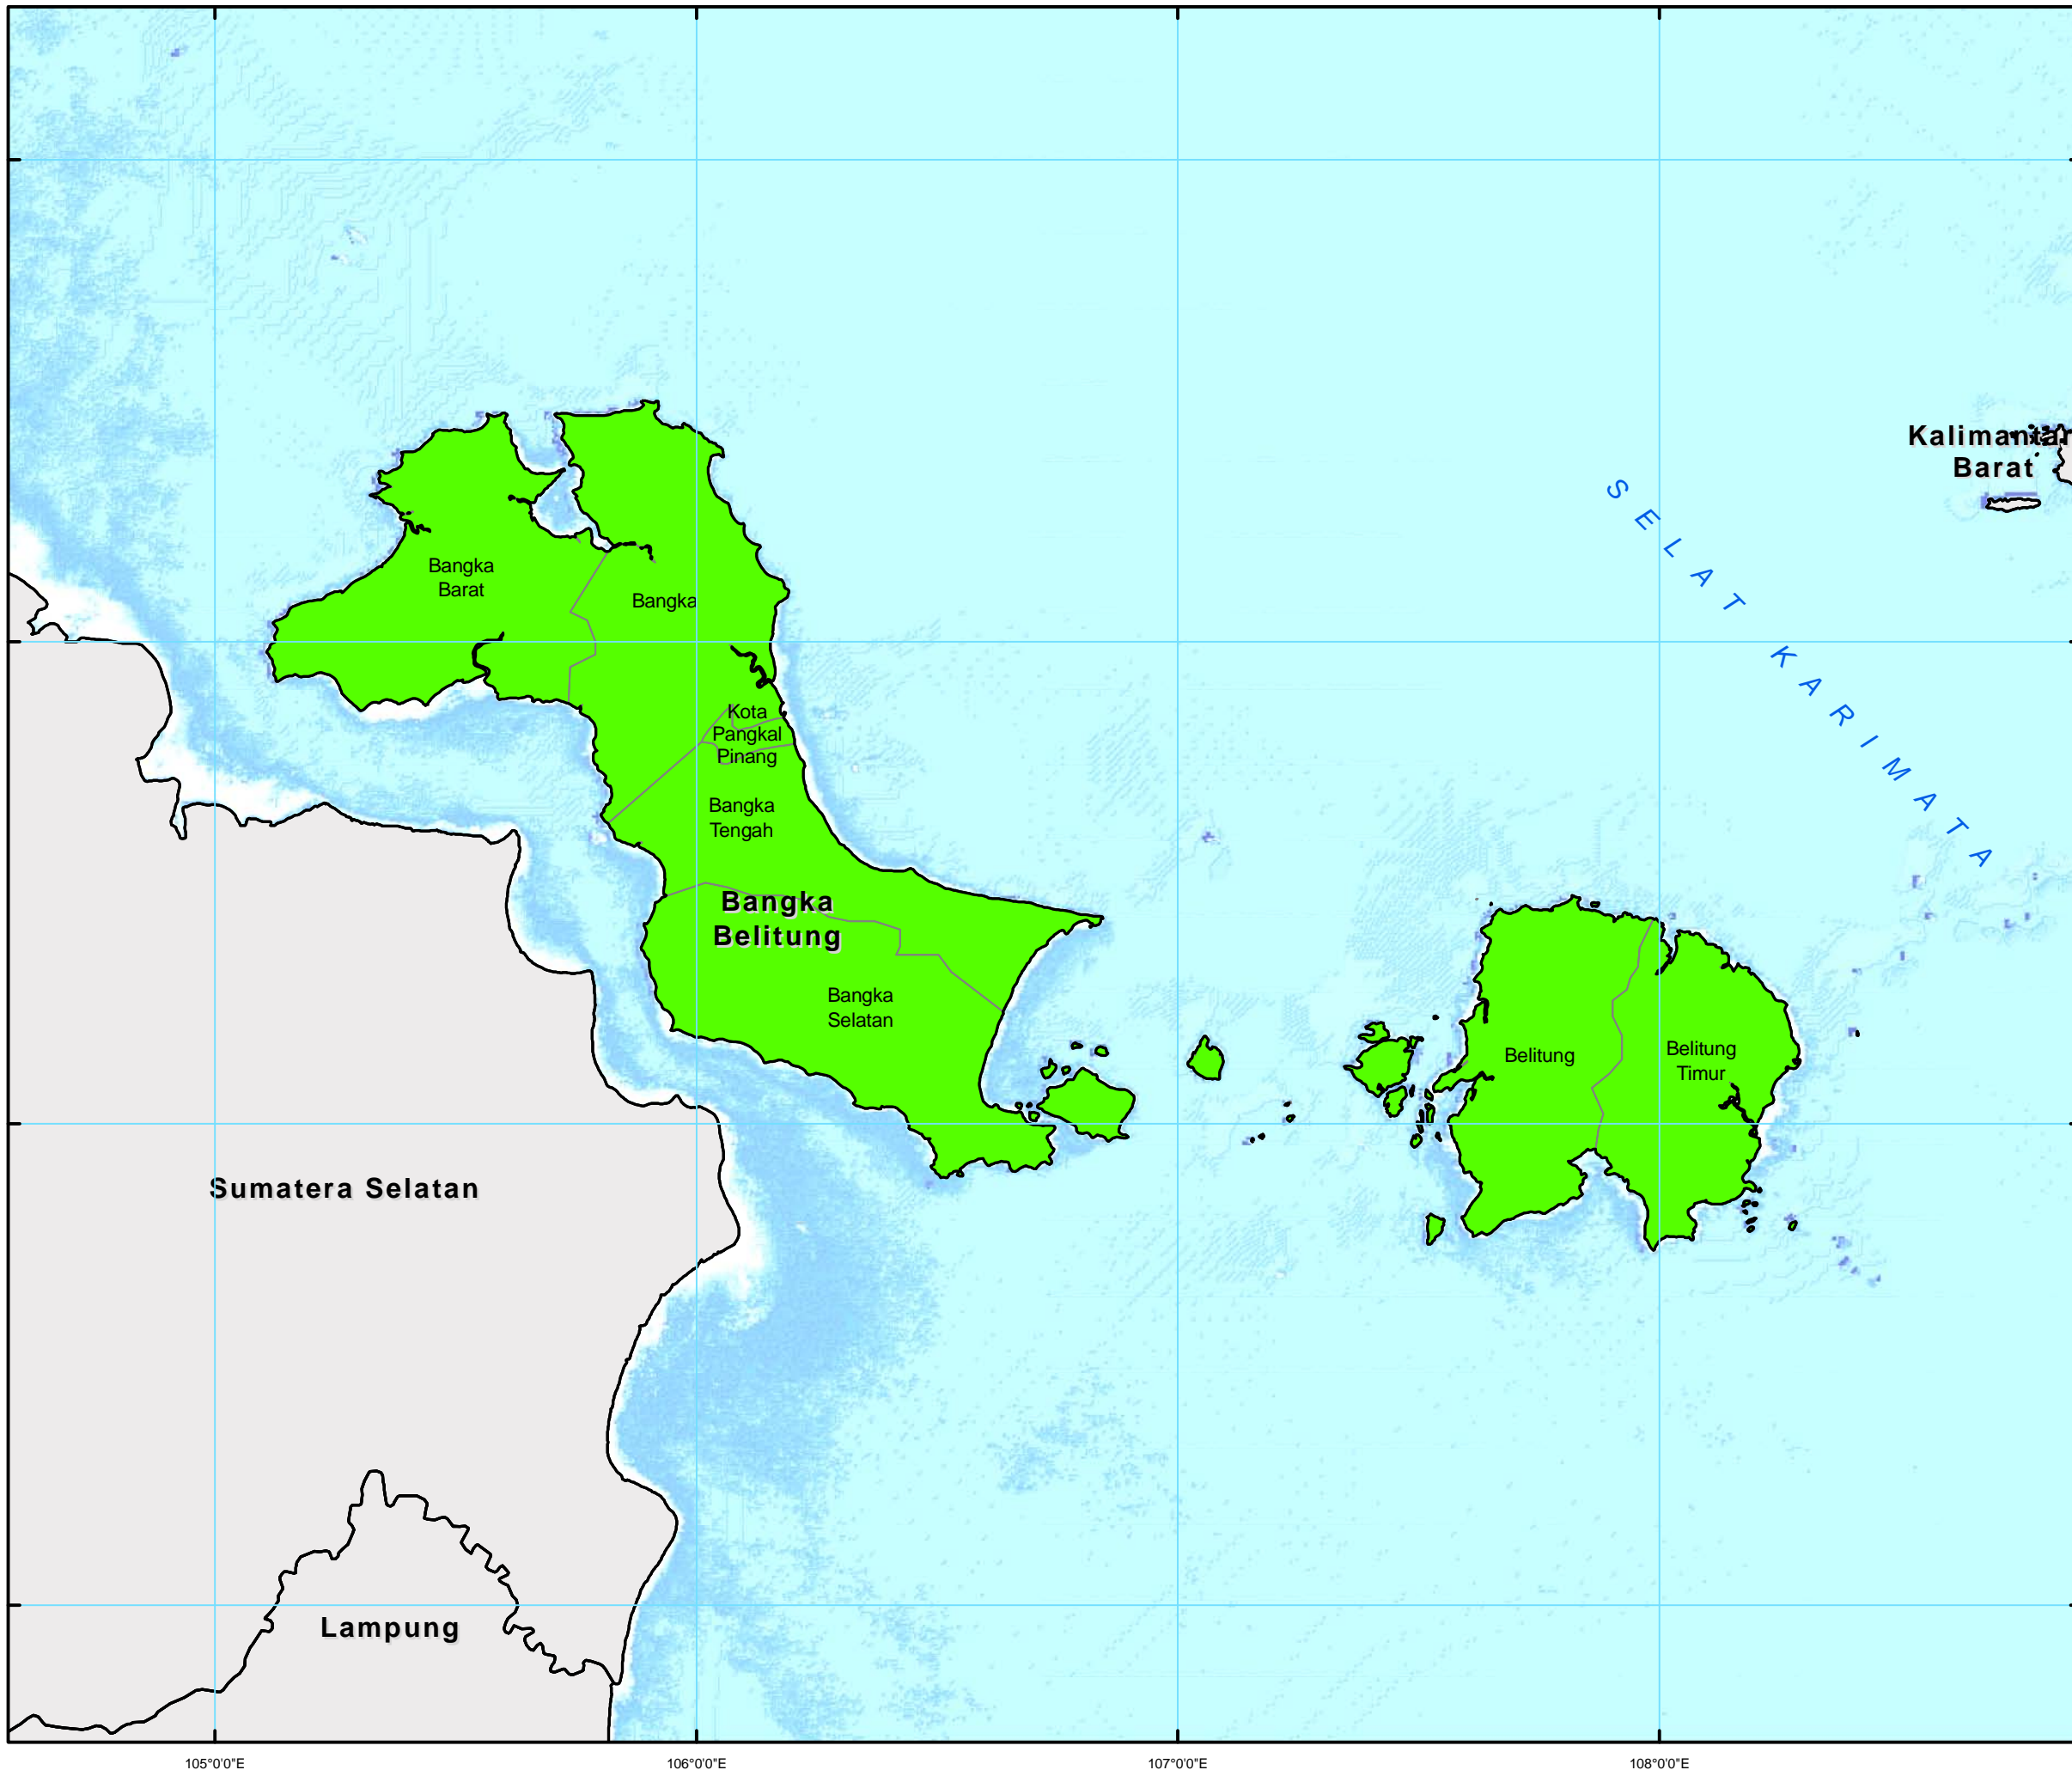 Kalimantan
Barat
SELAT KARIMATA
Bangka
Barat
Bangka
Kota
Pangkal
Pinang
Bangka
Tengah
Bangka
Belitung
Bangka
Selatan
Belitung
Belitung
Timur
Sumatera Selatan
Lampung
105°0'0"E
106°0'0"E
107°0'0"E
108°0'0"E